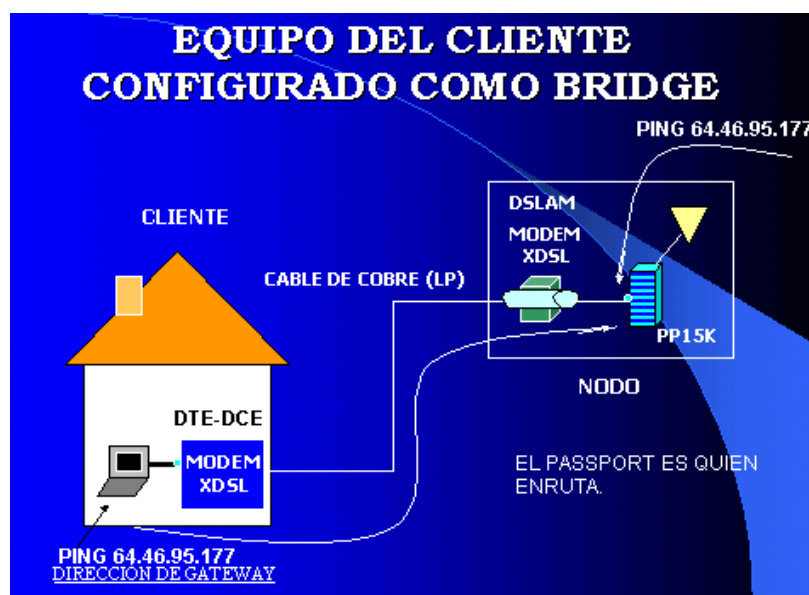 EQUIPO DEL CLIENTE
CONFIGURADO COMO BRIDGE
PING 64.46.95.177
CLIENTE
DSLAM
MODEM
XDSL
CABLE DE COBRE (LP)
PP15K
NODO
DTE-DCE
MODEM
XDSL
EL PASSPORT ES QUIEN
ENRUTA.
PING 64.46.95.177
DIRECCIÓN DE GATEWAY